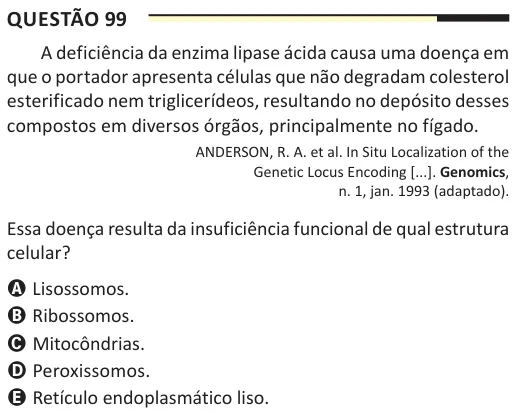 QUESTÃO 99
A deficiência da enzima lipase ácida causa uma doença em
que o portador apresenta células que não degradam colesterol
esterificado nem triglicerídeos, resultando no depósito desses
compostos em diversos órgãos, principalmente no fígado.
ANDERSON, R. A. et al. In Situ Localization of the
Genetic Locus Encoding [...]. Genomics,
n. 1, jan. 1993 (adaptado).
Essa doença resulta da insuficiência funcional de qual estrutura
celular?
A Lisossomos.
B Ribossomos.
C Mitocôndrias.
D Peroxissomos.
E Retículo endoplasmático liso.